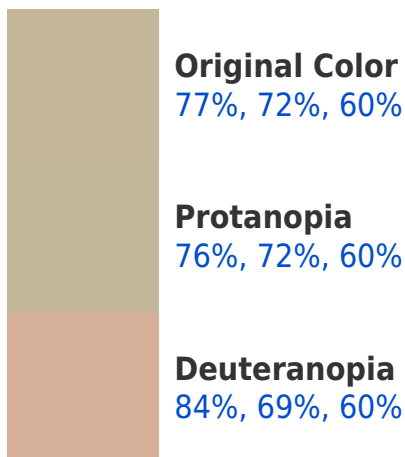 Original Color
77%, 72%, 60%
Protanopia
76%, 72%, 60%
Deuteranopia
84%, 69%, 60%